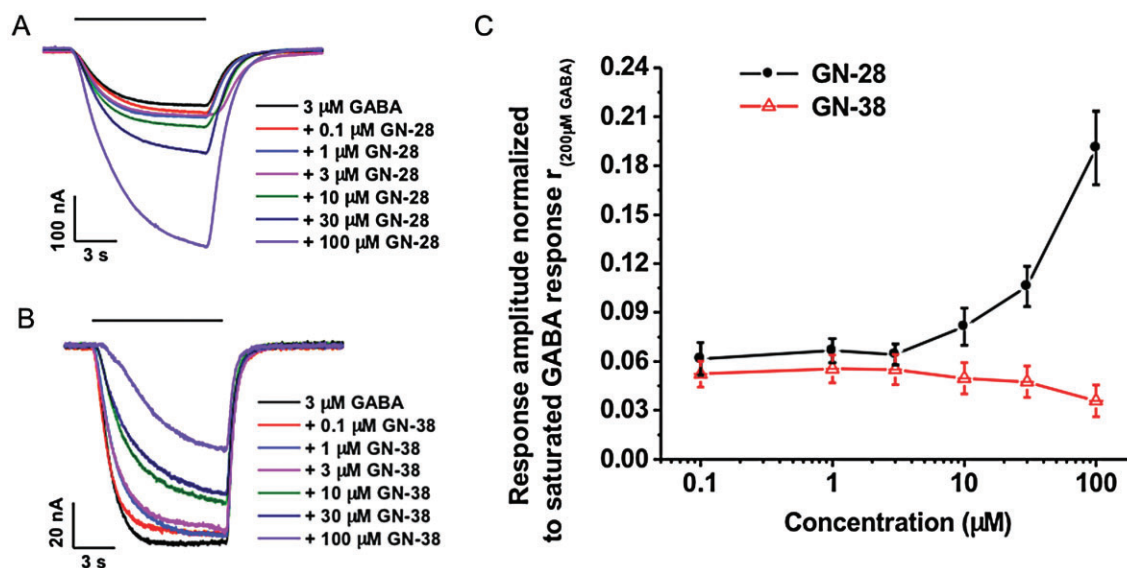 A
3 μM GABA
+ 0.1 μM GN-28
+ 1 μM GN-28
+ 3 μM GN-28
+ 10 μM GN-28
+ 30 μM GN-28
+ 100 μM GN-28
100 nA
3 s
B
3 μM GABA
+ 0.1 μM GN-38
+ 1 μM GN-38
+ 3 μM GN-38
+ 10 μM GN-38
+ 30 μM GN-38
+ 100 μM GN-38
20 nA
3 s
C
Response amplitude normalized
to saturated GABA response r(200μM GABA)
0.24
0.21
0.18
0.15
0.12
0.09
0.06
0.03
0.00
GN-28
GN-38
0.1
1
10
100
Concentration (μM)